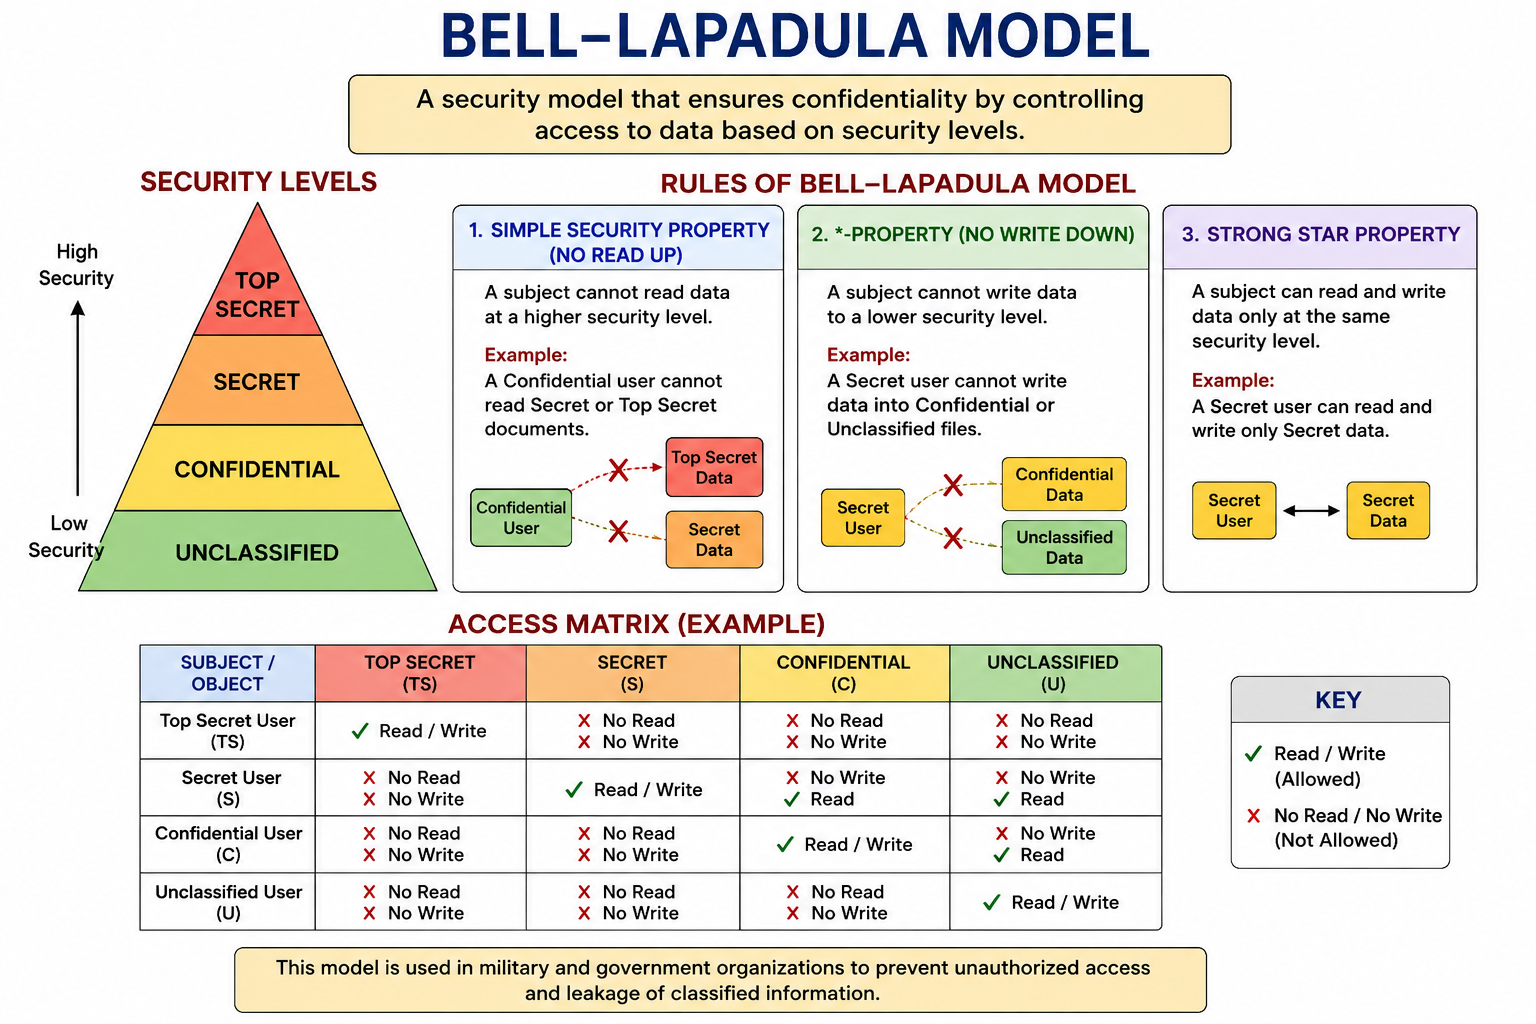 BELL–LAPADULA MODEL
A security model that ensures confidentiality by controlling
access to data based on security levels.
SECURITY LEVELS
High
Security
Low
Security
TOP
SECRET
SECRET
CONFIDENTIAL
UNCLASSIFIED
RULES OF BELL–LAPADULA MODEL
1. SIMPLE SECURITY PROPERTY
(NO READ UP)
A subject cannot read data
at a higher security level.
Example:
A Confidential user cannot
read Secret or Top Secret
documents.
Confidential
User
Top Secret
Data
Secret
Data
2. *-PROPERTY (NO WRITE DOWN)
A subject cannot write data
to a lower security level.
Example:
A Secret user cannot write
data into Confidential or
Unclassified files.
Secret
User
Confidential
Data
Unclassified
Data
3. STRONG STAR PROPERTY
A subject can read and write
data only at the same
security level.
Example:
A Secret user can read and
write only Secret data.
Secret
User
Secret
Data
ACCESS MATRIX (EXAMPLE)
SUBJECT /
OBJECT
TOP SECRET
(TS)
SECRET
(S)
CONFIDENTIAL
(C)
UNCLASSIFIED
(U)
Top Secret User
(TS)
✓ Read / Write
X No Read
X No Write
X No Read
X No Write
X No Read
X No Write
Secret User
(S)
X No Read
X No Write
✓ Read / Write
X No Write
✓ Read
X No Write
✓ Read
Confidential User
(C)
X No Read
X No Write
X No Read
X No Write
✓ Read / Write
X No Write
✓ Read
Unclassified User
(U)
X No Read
X No Write
X No Read
X No Write
X No Read
X No Write
✓ Read / Write
KEY
✓ Read / Write
(Allowed)
X No Read / No Write
(Not Allowed)
This model is used in military and government organizations to prevent unauthorized access
and leakage of classified information.